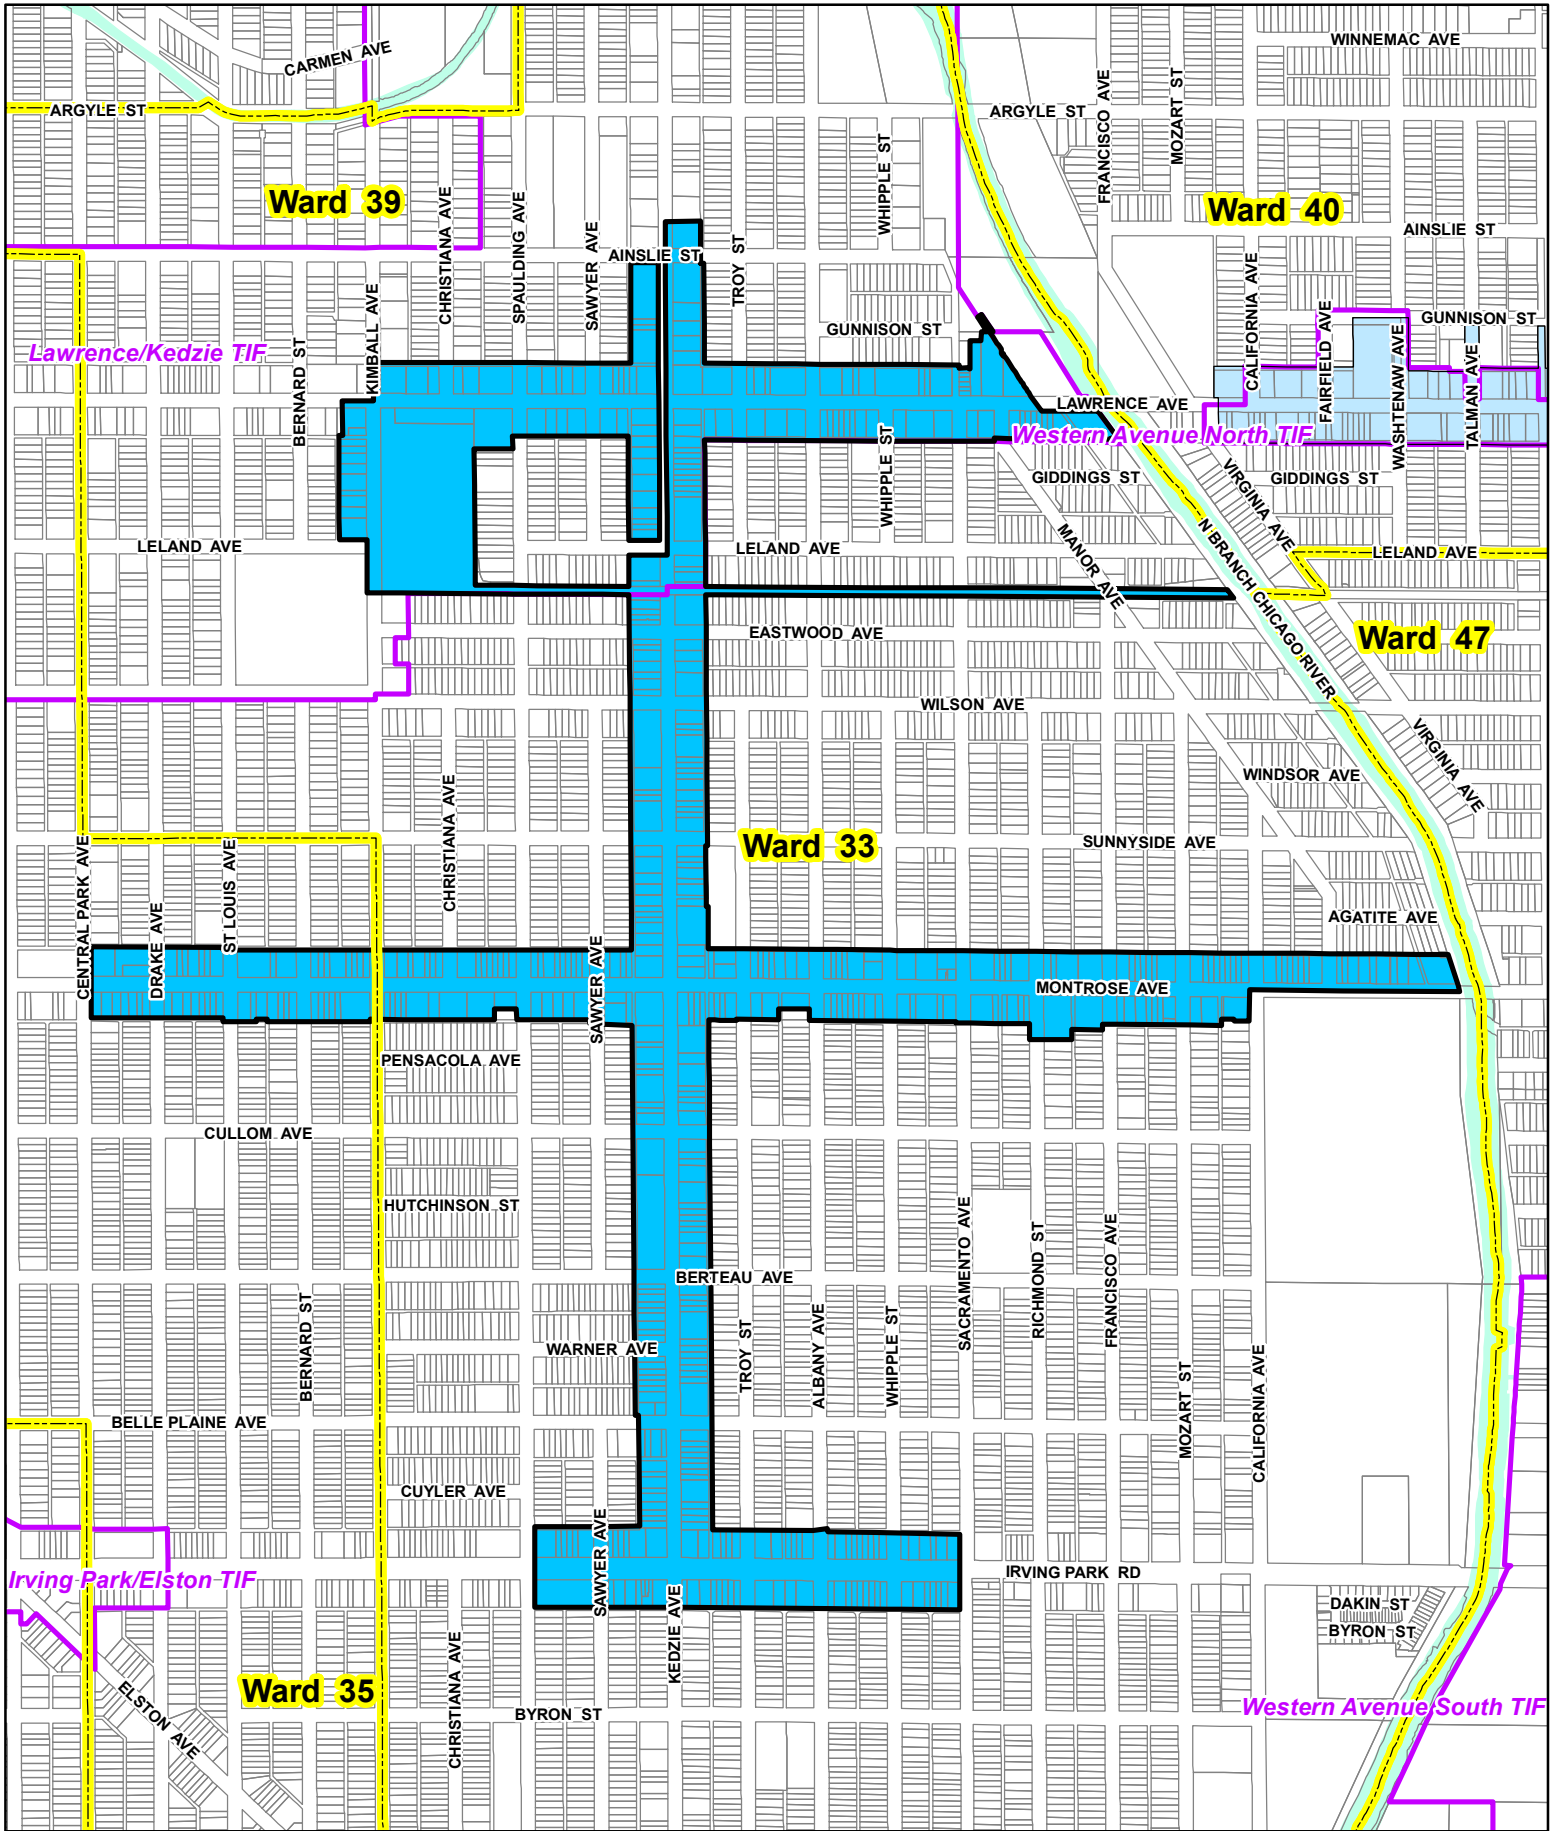 WINNEMAC AVE
CARMEN AVE
ARGYLE ST
ARGYLE ST
FRANCISCO AVE
MOZART ST
WHIPPLE ST
Ward 39
Ward 40
CHRISTIANA AVE
SPAULDING AVE
SAWYER AVE
AINSLIE ST
TROY ST
AINSLIE ST
KIMBALL AVE
CALIFORNIA AVE
GUNNISON ST
GUNNISON ST
Lawrence/Kedzie TIF
BERNARD ST
FAIRFIELD AVE
WASHTENAW AVE
TALMAN AVE
LAWRENCE AVE
Western Avenue North TIF
WHIPPLE ST
GIDDINGS ST
VIRGINIA AVE
GIDDINGS ST
LELAND AVE
LELAND AVE
MANOR AVE
N BRANCH CHICAGO RIVER
LELAND AVE
EASTWOOD AVE
Ward 47
WILSON AVE
VIRGINIA AVE
WINDSOR AVE
CHRISTIANA AVE
Ward 33
SUNNYSIDE AVE
CENTRAL PARK AVE
DRAKE AVE
ST LOUIS AVE
AGATITE AVE
SAWYER AVE
MONTROSE AVE
PENSACOLA AVE
CULLOM AVE
HUTCHINSON ST
SACRAMENTO AVE
RICHMOND ST
FRANCISCO AVE
BERTEAU AVE
BERNARD ST
WARNER AVE
TROY ST
ALBANY AVE
WHIPPLE ST
MOZART ST
CALIFORNIA AVE
BELLE PLAINE AVE
CUYLER AVE
SAWYER AVE
IRVING PARK RD
Irving Park/Elston TIF
KEDZIE AVE
DAKIN ST
BYRON ST
CHRISTIANA AVE
Ward 35
ELSTON AVE
BYRON ST
Western Avenue South TIF